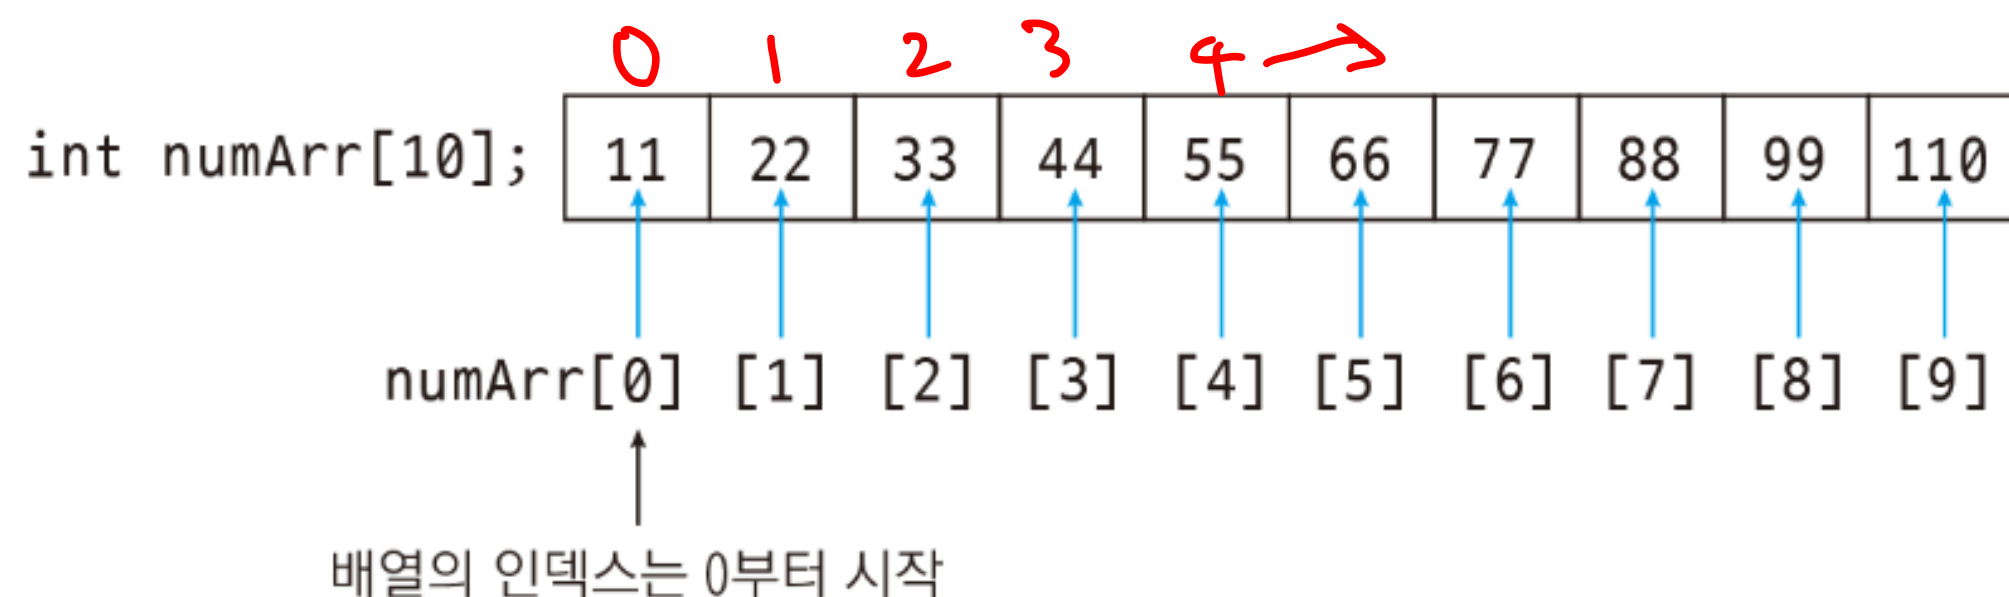 0 1 2 3 4 →
int numArr[10]; 11 22 33 44 55 66 77 88 99 110
numArr[0] [1] [2] [3] [4] [5] [6] [7] [8] [9]
배열의 인덱스는 0부터 시작